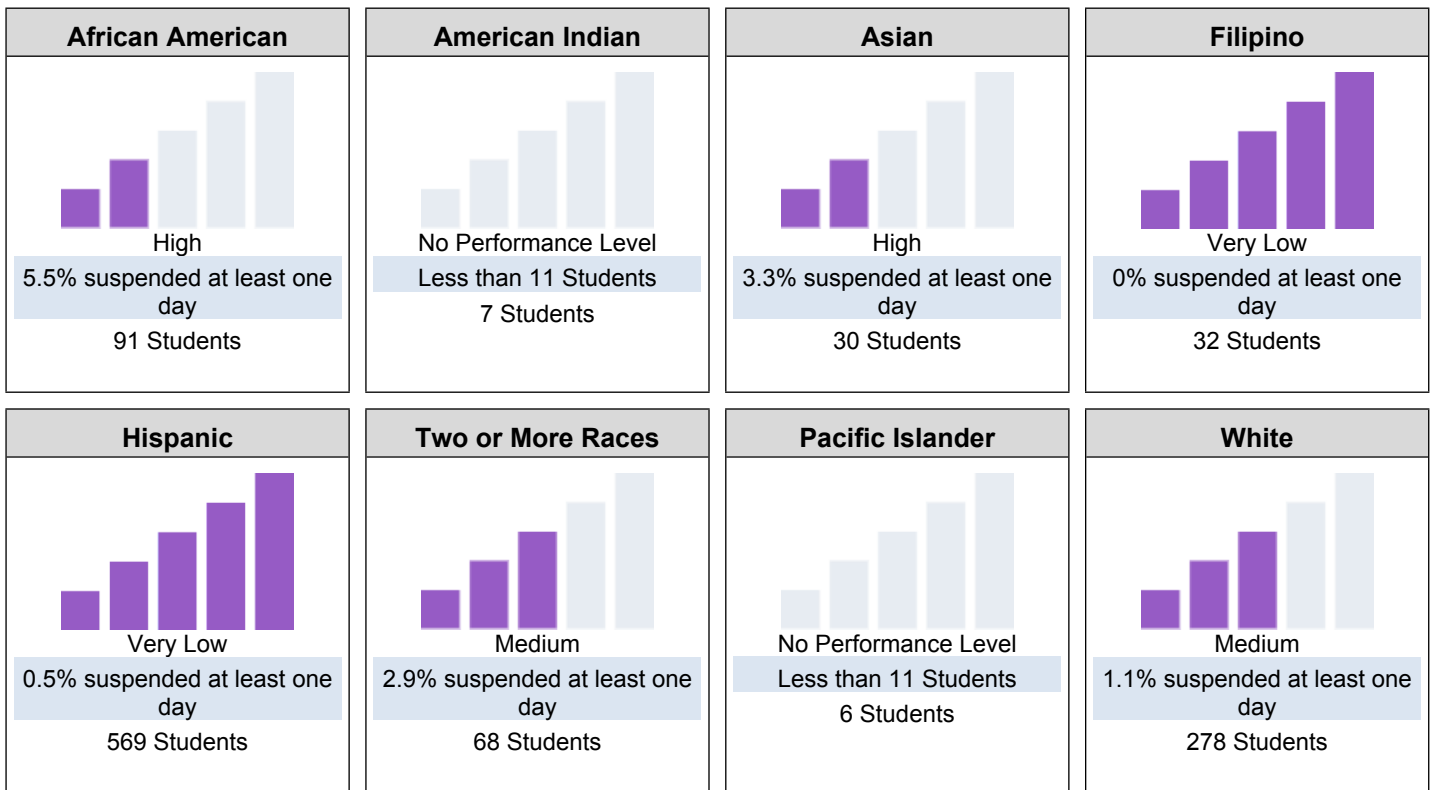 African American
High
5.5% suspended at least one
day
91 Students
American Indian
No Performance Level
Less than 11 Students
7 Students
Asian
High
3.3% suspended at least one
day
30 Students
Filipino
Very Low
0% suspended at least one
day
32 Students
Hispanic
Very Low
0.5% suspended at least one
day
569 Students
Two or More Races
Medium
2.9% suspended at least one
day
68 Students
Pacific Islander
No Performance Level
Less than 11 Students
6 Students
White
Medium
1.1% suspended at least one
day
278 Students